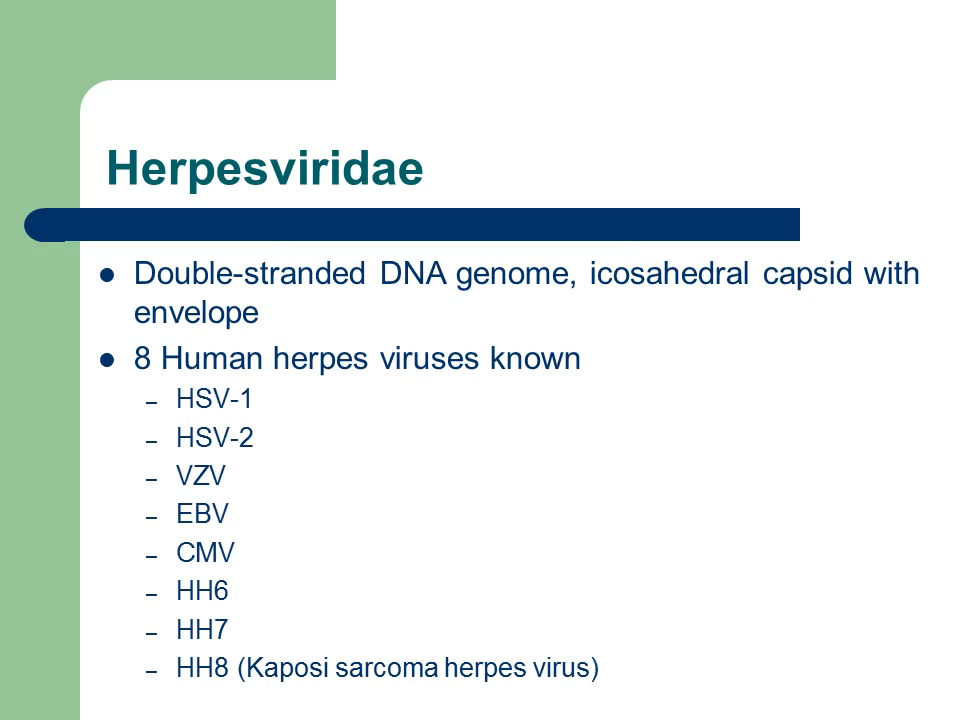 Herpesviridae
● Double-stranded DNA genome, icosahedral capsid with
envelope
● 8 Human herpes viruses known
– HSV-1
– HSV-2
– VZV
– EBV
– CMV
– HH6
– HH7
– HH8 (Kaposi sarcoma herpes virus)